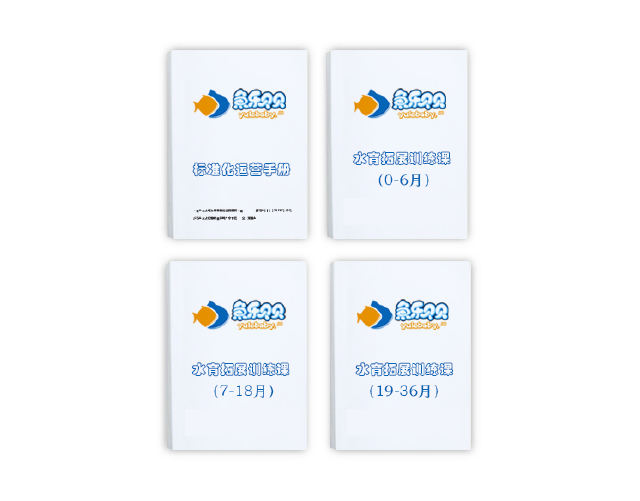 鱼乐贝贝
yulebaby.
标准化运营手册
鱼乐贝贝
yulebaby.
水育拓展训练课
(0-6月)
鱼乐贝贝
yulebaby.
水育拓展训练课
(7-18月)
鱼乐贝贝
yulebaby.
水育拓展训练课
(19-36月)